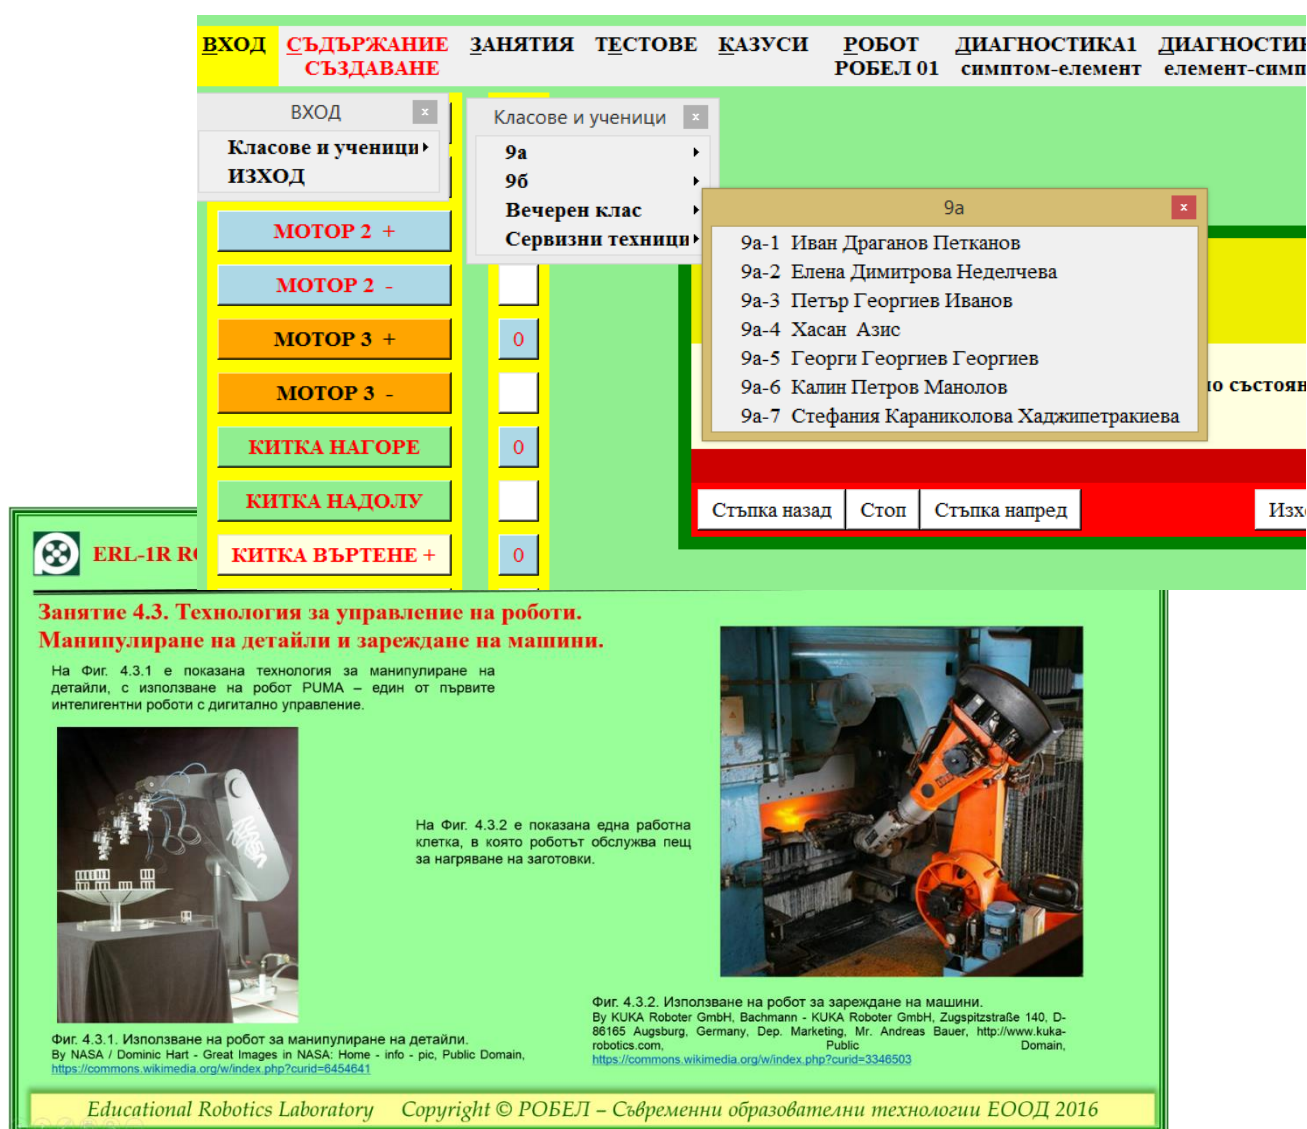 ВХОД СЪДЪРЖАНИЕ ЗАНЯТИЯ ТЕСТОВЕ КАЗУСИ РОБОТ ДИАГНОСТИКА1
СЪЗДАВАНЕ РОБЕЛ 01 симптом-елемент
ВХОД x
Класове и ученици
ИЗХОД
Класове и ученици x
9а
9б
Вечерен клас
Сервизни техници
9а x
9а-1 Иван Драганов Петканов
9а-2 Елена Димитрова Неделчева
9а-3 Петър Георгиев Иванов
9а-4 Хасан Азис
9а-5 Георги Георгиев Георгиев
9а-6 Калин Петров Манолов
9а-7 Стефания Караниколова Хаджипетракиева
МОТОР 2 +
МОТОР 2 -
МОТОР 3 + 0
МОТОР 3 -
КИТКА НАГОРЕ 0
КИТКА НАДОЛУ
КИТКА ВЪРТЕНЕ + 0
Стъпка назад Стоп Стъпка напред
ERL-1R
Занятие 4.3. Технология за управление на роботи.
Манипулиране на детайли и зареждане на машини.
На Фиг. 4.3.1 е показана технология за манипулиране на
детайли, с използване на робот PUMA – един от първите
интелигентни роботи с дигитално управление.
На Фиг. 4.3.2 е показана една работна
клетка, в която роботът обслужва пещ
за нагряване на заготовки.
Фиг. 4.3.1. Използване на робот за манипулиране на детайли.
By NASA / Dominic Hart - Great Images in NASA: Home - info - pic, Public Domain,
https://commons.wikimedia.org/w/index.php?curid=6454641
Фиг. 4.3.2. Използване на робот за зареждане на машини.
By KUKA Roboter GmbH, Bachmann - KUKA Roboter GmbH, Zugspitzstraße 140, D-
86165 Augsburg, Germany, Dep. Marketing, Mr. Andreas Bauer, http://www.kuka-
robotics.com, Public Domain,
https://commons.wikimedia.org/w/index.php?curid=3346503
Educational Robotics Laboratory Copyright © РОБЕЛ – Съвременни образователни технологии ЕООД 2016